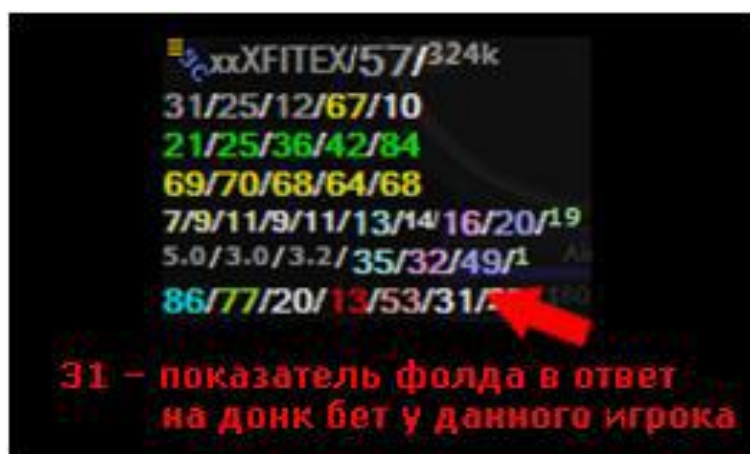 xxXFITEX/57/324k
31/25/12/67/10
21/25/36/42/84
69/70/68/64/68
7/9/11/9/11/13/14/16/20/19
5.0/3.0/3.2/35/32/49/1
86/77/20/13/53/31/
31 – показатель фолда в ответ
на донк бет у данного игрока